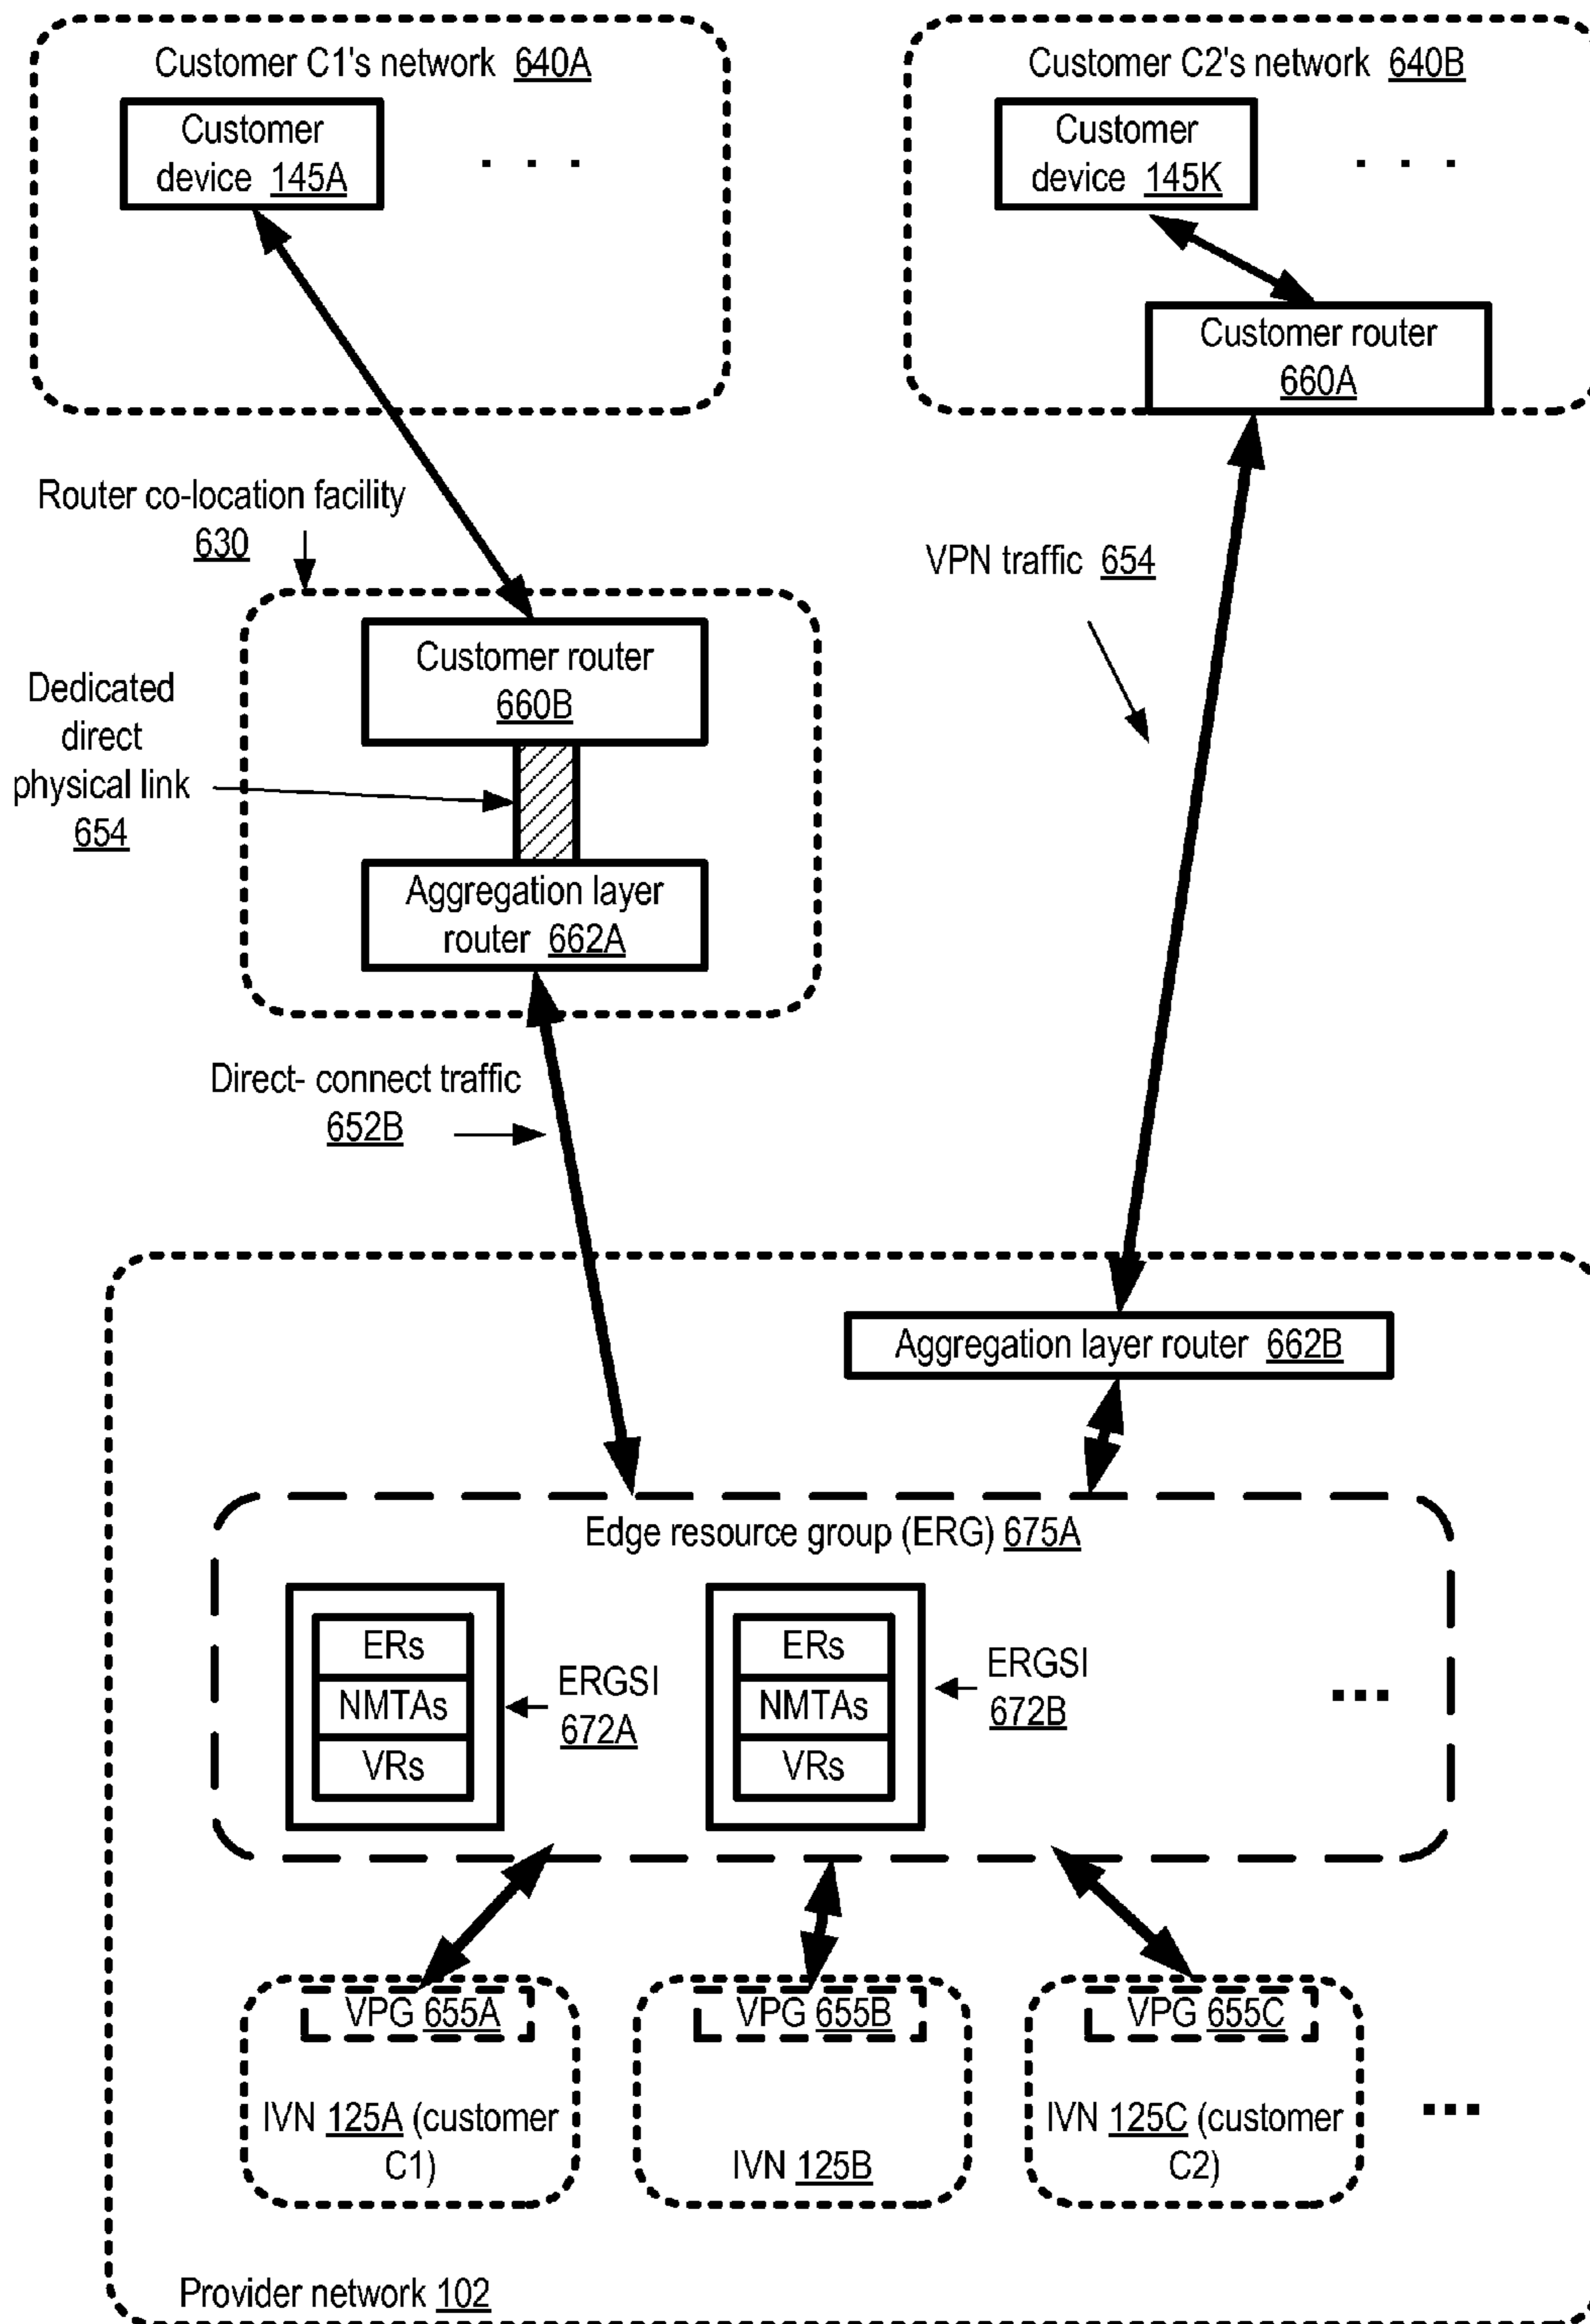 Customer C1's network 640A
Customer
device 145A
. . .
Customer C2's network 640B
Customer
device 145K
. . .
Customer router
660A
Router co-location facility
630
VPN traffic 654
Customer router
660B
Dedicated
direct
physical link
654
Aggregation layer
router 662A
Direct- connect traffic
652B
Aggregation layer router 662B
Edge resource group (ERG) 675A
ERs
NMTAs
VRs
ERGSI
672A
ERs
NMTAs
VRs
ERGSI
672B
...
VPG 655A
IVN 125A (customer
C1)
VPG 655B
IVN 125B
VPG 655C
IVN 125C (customer
C2)
...
Provider network 102